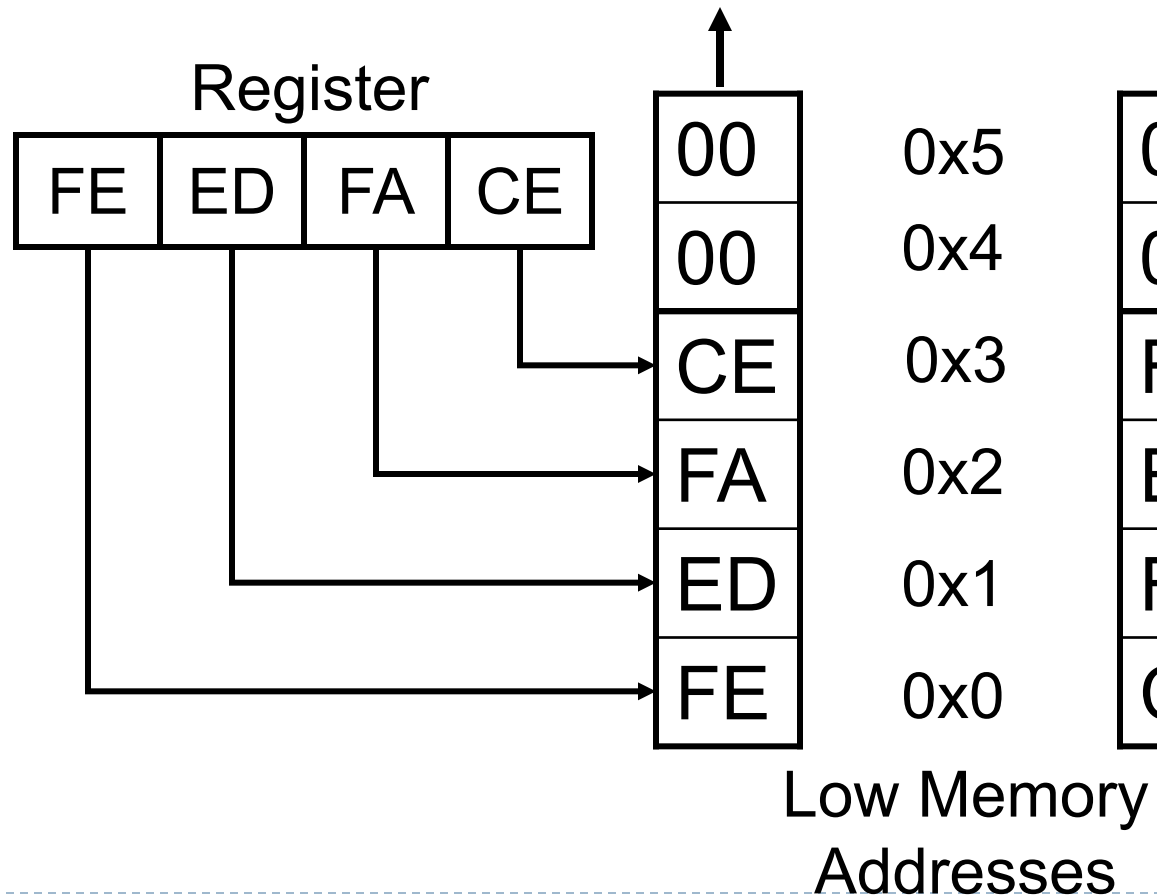 Register
FE ED FA CE
00 0x5
00 0x4
CE 0x3
FA 0x2
ED 0x1
FE 0x0
Low Memory
Addresses